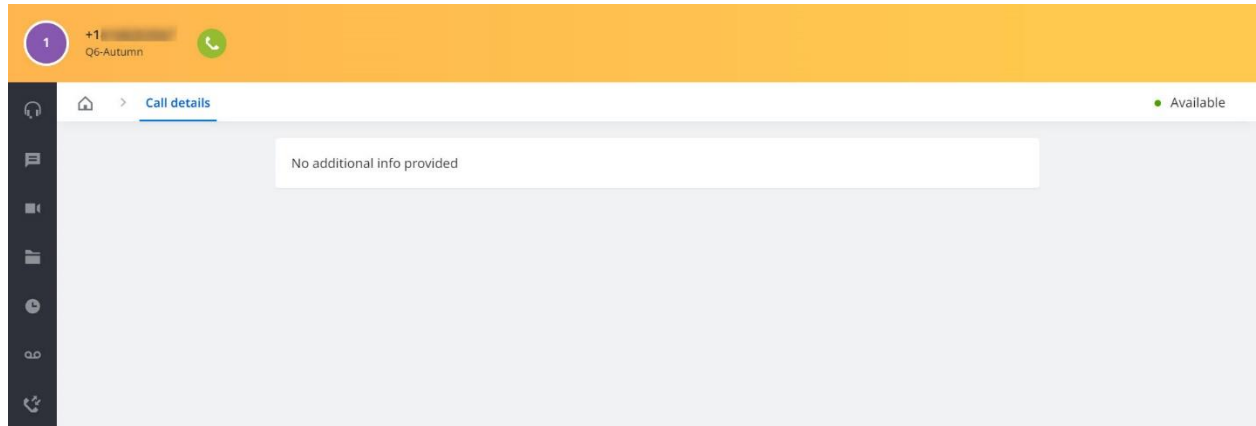 1
+1
Q6-Autumn
Call details
Available
No additional info provided